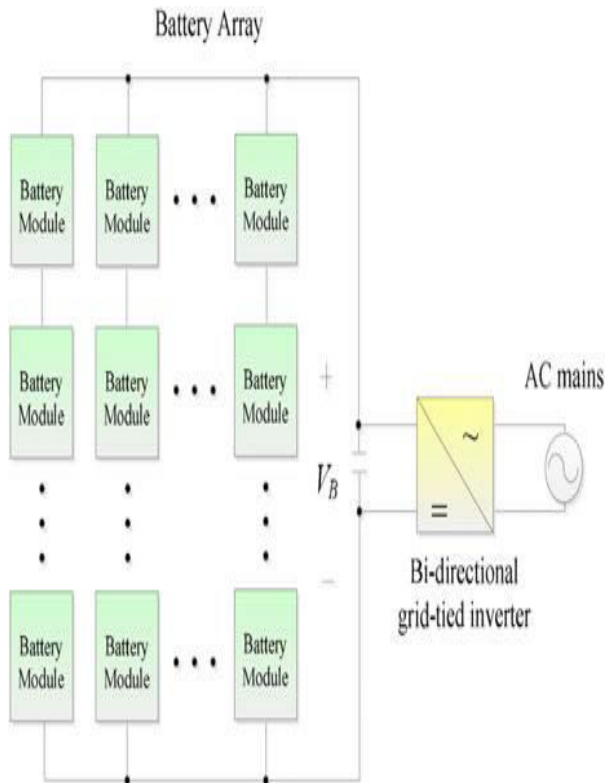 Battery Array
Battery
Module
Battery
Module
Battery
Module
Battery
Module
Battery
Module
Battery
Module
Battery
Module
Battery
Module
Battery
Module
+
V_B
−
~
=
AC mains
Bi-directional
grid-tied inverter